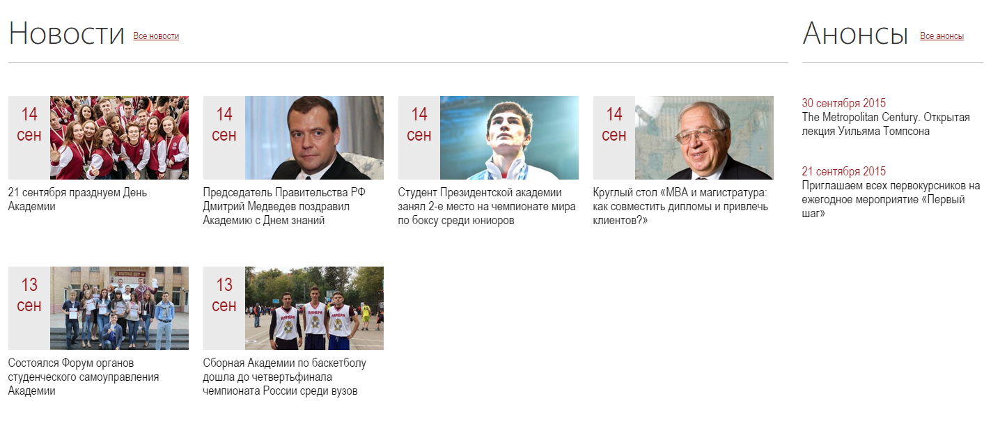 Новости Все новости
14
сен
21 сентября празднуем День
Академии
14
сен
Председатель Правительства РФ
Дмитрий Медведев поздравил
Академию с Днем знаний
14
сен
Студент Президентской академии
занял 2-е место на чемпионате мира
по боксу среди юниоров
14
сен
Круглый стол «MBA и магистратура:
как совместить дипломы и привлечь
клиентов?»
13
сен
Состоялся Форум органов
студенческого самоуправления
Академии
13
сен
Сборная Академии по баскетболу
дошла до четвертьфинала
чемпионата России среди вузов
Анонсы Все анонсы
30 сентября 2015
The Metropolitan Century. Открытая
лекция Уильяма Томпсона
21 сентября 2015
Приглашаем всех первокурсников на
ежегодное мероприятие «Первый
шаг»